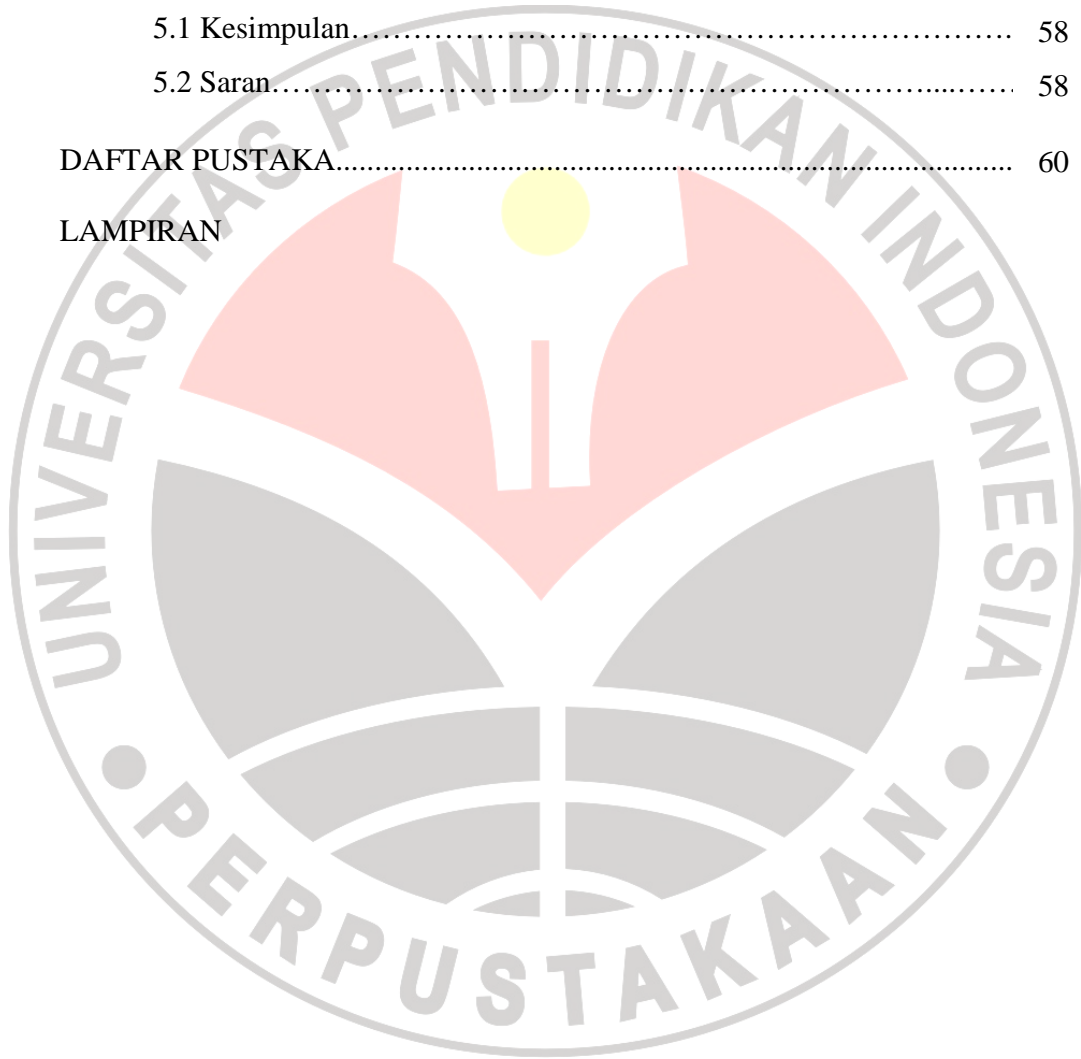 5.1 Kesimpulan……………………………………………………………. 58
5.2 Saran…………………………………………………………....…… 58
DAFTAR PUSTAKA.......................................................................................... 60
LAMPIRAN
UNIVERSITAS PENDIDIKAN INDONESIA
PERPUSTAKAAN